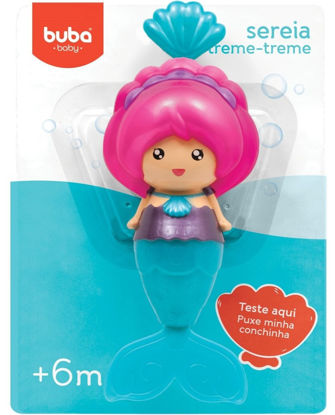 buba
baby
sereia
treme-treme
Teste aqui
Puxe minha
conchinha
+6m